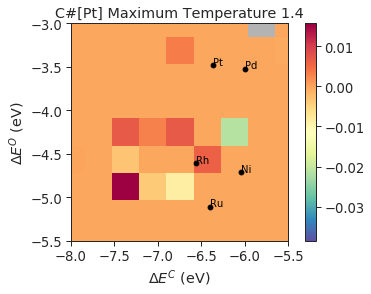 C#[Pt] Maximum Temperature 1.4
−3.0
−3.5
−4.0
−4.5
−5.0
−5.5
ΔE^O (eV)
Pt
Pd
Rh
Ni
Ru
−8.0 −7.5 −7.0 −6.5 −6.0 −5.5
ΔE^C (eV)
0.01
0.00
−0.01
−0.02
−0.03